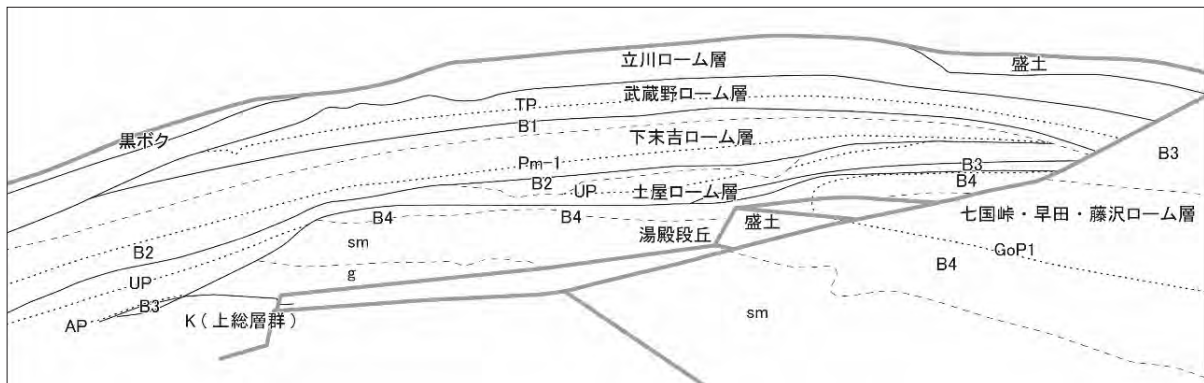 立川ローム層
盛土
武蔵野ローム層
TP
黒ボク
B1
下末吉ローム層
Pm-1
B3
B3
B2
UP
土屋ローム層
B4
B4
B4
盛土
七国峠・早田・藤沢ローム層
湯殿段丘
sm
B2
GoP1
B4
g
UP
B3
AP
K(上総層群)
sm